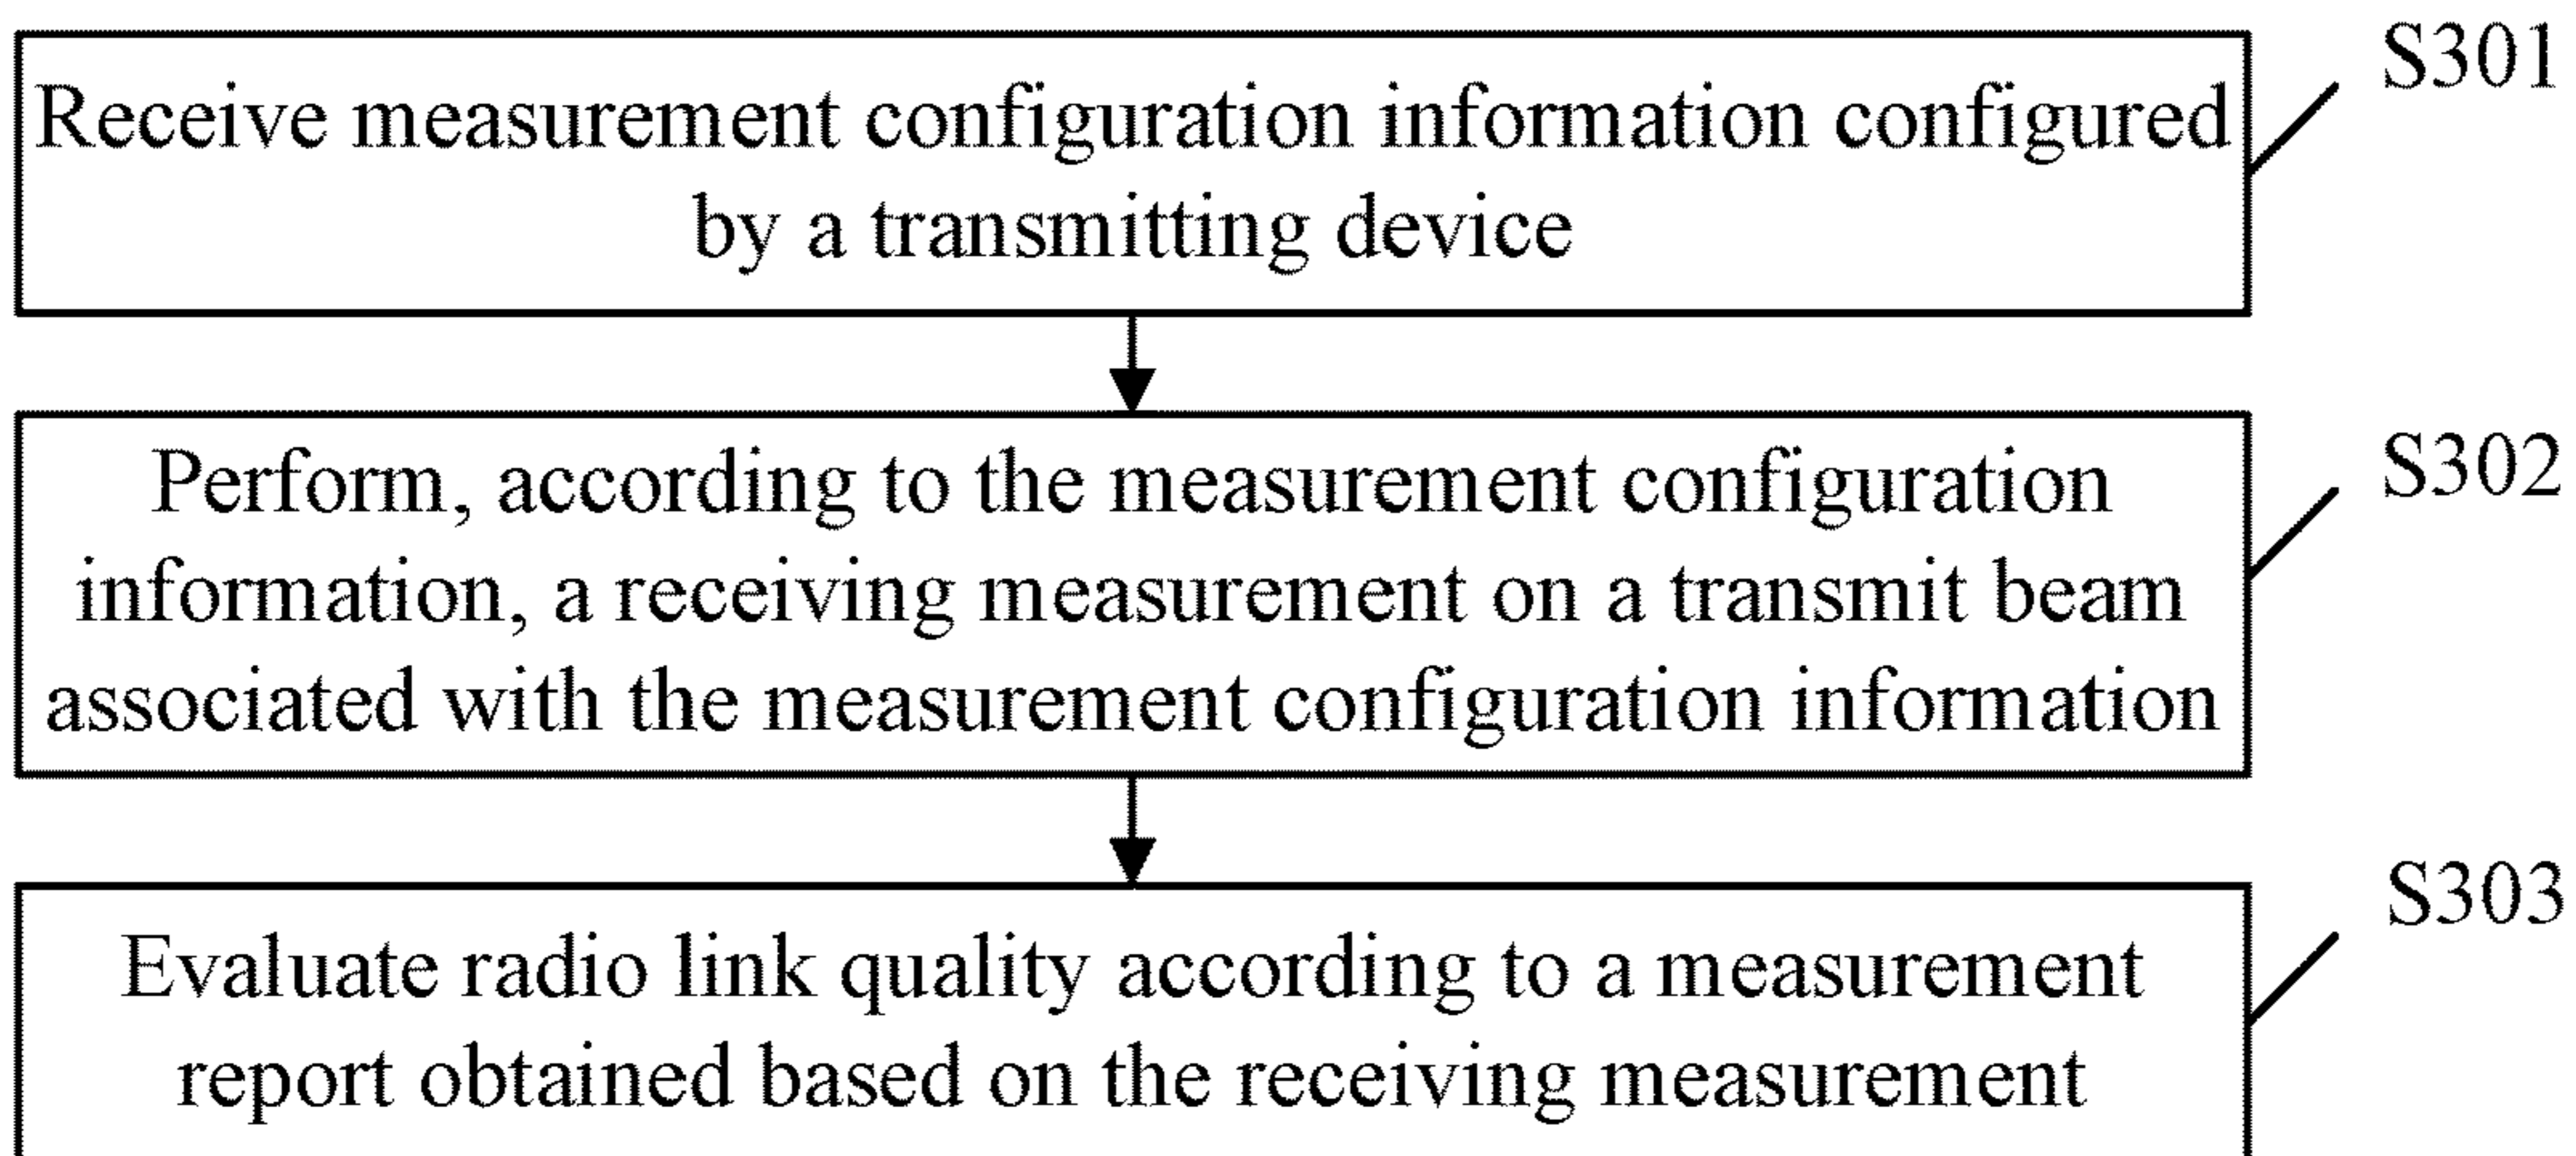 S301
Receive measurement configuration information configured
by a transmitting device
S302
Perform, according to the measurement configuration
information, a receiving measurement on a transmit beam
associated with the measurement configuration information
S303
Evaluate radio link quality according to a measurement
report obtained based on the receiving measurement